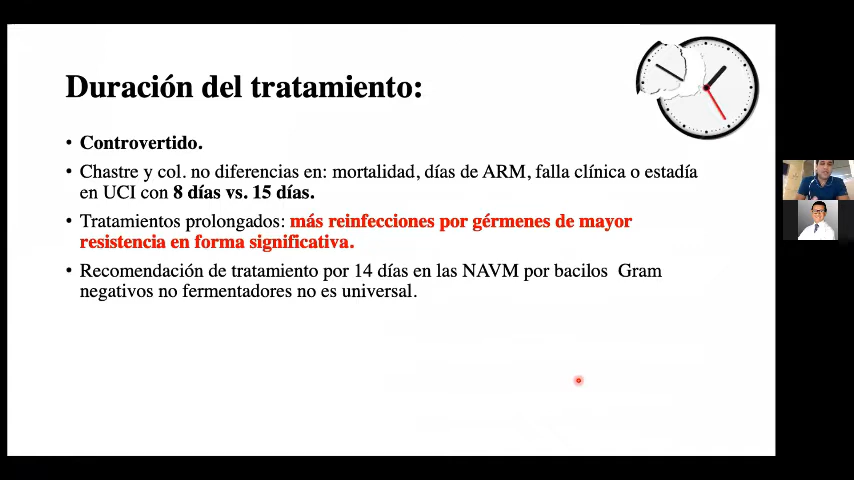 Duración del tratamiento:
• Controvertido.
• Chastre y col. no diferencias en: mortalidad, días de ARM, falla clínica o estadía
en UCI con 8 días vs. 15 días.
• Tratamientos prolongados: más reinfecciones por gérmenes de mayor
resistencia en forma significativa.
• Recomendación de tratamiento por 14 días en las NAVM por bacilos Gram
negativos no fermentadores no es universal.